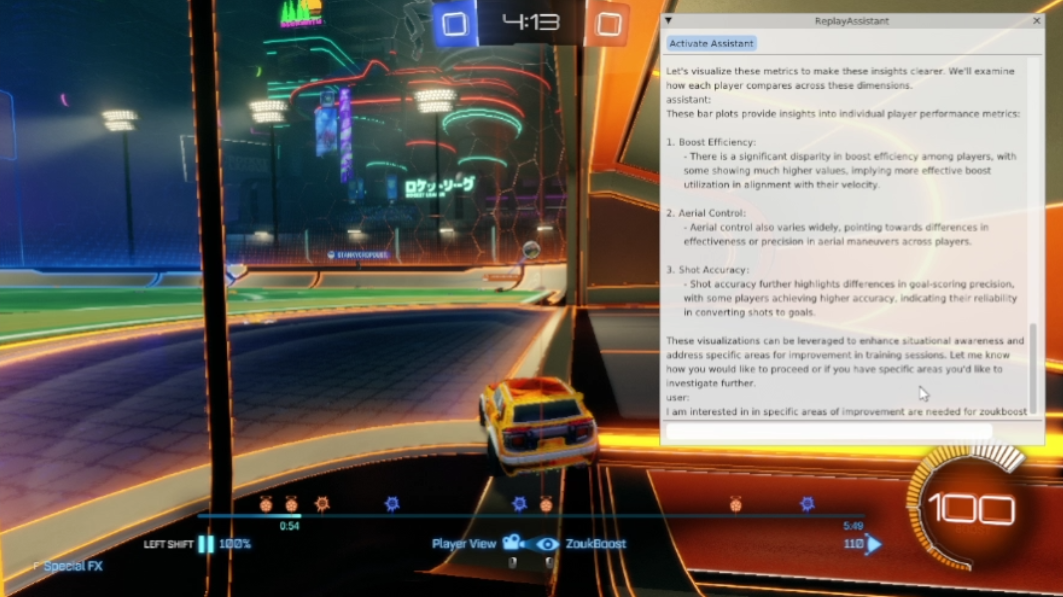 0
4:13
0
ReplayAssistant
Activate Assistant
Let's visualize these metrics to make these insights clearer. We'll examine
how each player compares across these dimensions.
assistant:
These bar plots provide insights into individual player performance metrics:
1. Boost Efficiency:
- There is a significant disparity in boost efficiency among players, with
some showing much higher values, implying more effective boost
utilization in alignment with their velocity.
2. Aerial Control:
- Aerial control also varies widely, pointing towards differences in
effectiveness or precision in aerial maneuvers across players.
3. Shot Accuracy:
- Shot accuracy further highlights differences in goal-scoring precision,
with some players achieving higher accuracy, indicating their reliability
in converting shots to goals.
These visualizations can be leveraged to enhance situational awareness and
address specific areas for improvement in training sessions. Let me know
how you would like to proceed or if you have specific areas you'd like to
investigate further.
user:
I am interested in in specific areas of improvement are needed for zoukboost
ロケットリーグ
100
0:54
5:49
LEFT SHIFT
100%
Player View
ZoukBoost
110
F Special FX